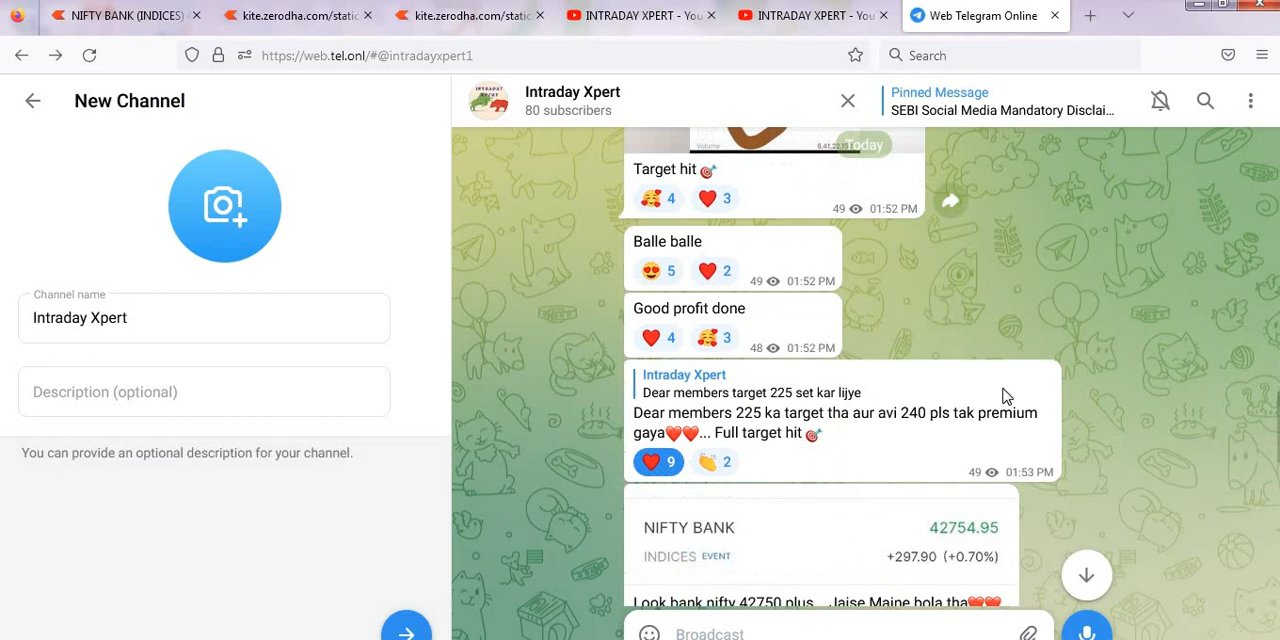 NIFTY BANK (INDICES)
kite.zerodha.com/static
kite.zerodha.com/static
INTRADAY XPERT - You
INTRADAY XPERT - You
Web Telegram Online
https://web.tel.onl/#@intradayxpert1
Search
New Channel
Intraday Xpert
80 subscribers
Pinned Message
SEBI Social Media Mandatory Disclai...
Channel name
Intraday Xpert
Description (optional)
You can provide an optional description for your channel.
Volume
Today
Target hit
4 3
49 01:52 PM
Balle balle
5 2
49 01:52 PM
Good profit done
4 3
48 01:52 PM
Intraday Xpert
Dear members target 225 set kar lijye
Dear members 225 ka target tha aur avi 240 pls tak premium
gaya❤️❤️... Full target hit 🎯
9 2
49 01:53 PM
NIFTY BANK 42754.95
INDICES EVENT +297.90 (+0.70%)
Look bank nifty 42750 plus... Jaise Maine bola tha❤️❤️
Broadcast